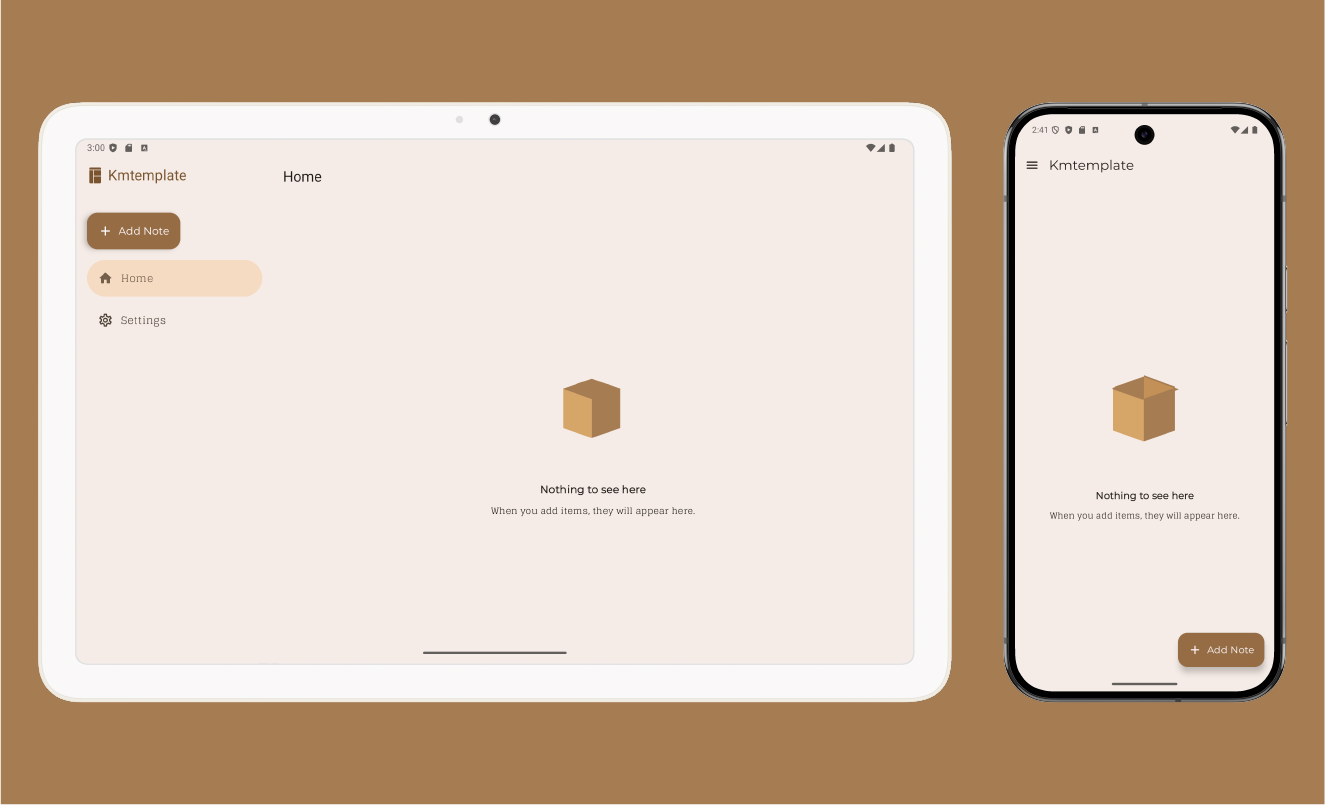 3:00
Kmtemplate
Home
Add Note
Home
Settings
Nothing to see here
When you add items, they will appear here.
2:41
Kmtemplate
Nothing to see here
When you add items, they will appear here.
Add Note